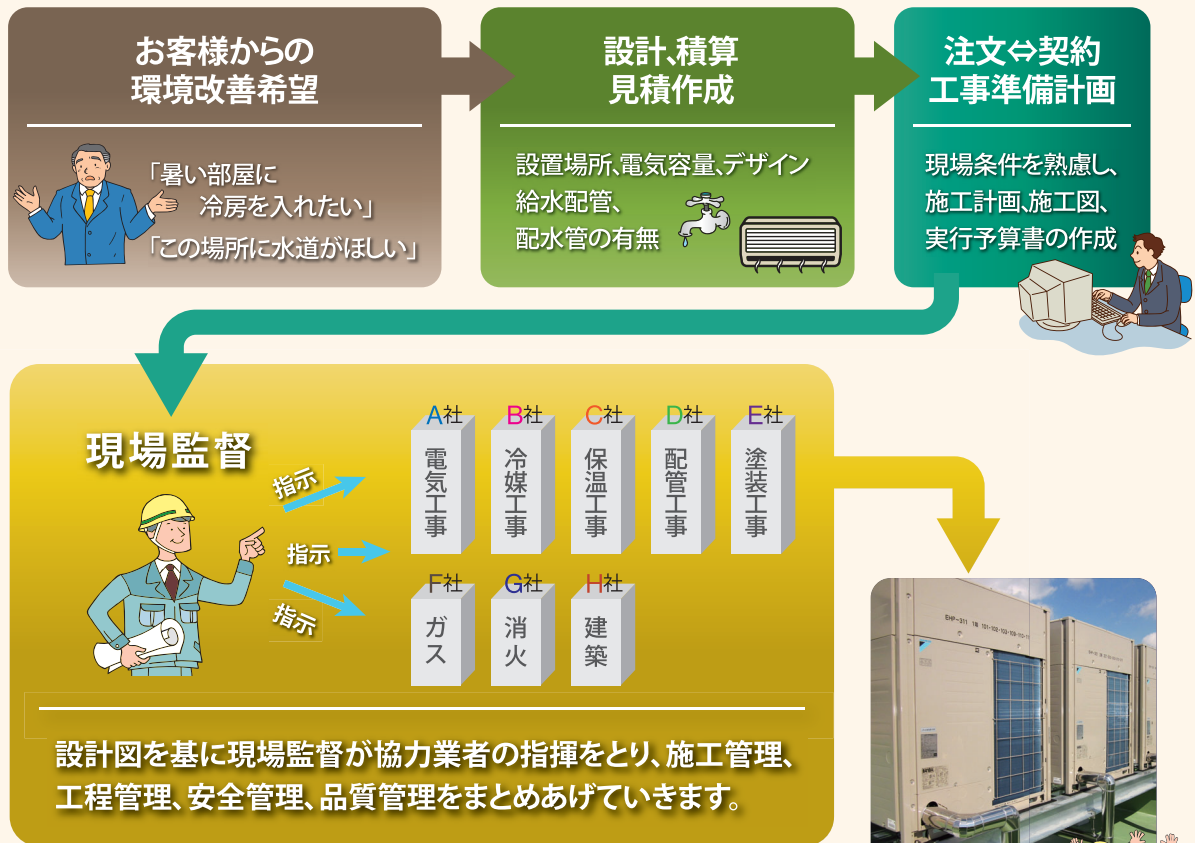 お客様からの
環境改善希望
「暑い部屋に
冷房を入れたい」
「この場所に水道がほしい」
設計、積算
見積作成
設置場所、電気容量、デザイン
給水配管、
配水管の有無
注文⇔契約
工事準備計画
現場条件を熟慮し、
施工計画、施工図、
実行予算書の作成
現場監督
指示
指示
指示
A社
電気工事
B社
冷媒工事
C社
保温工事
D社
配管工事
E社
塗装工事
F社
ガス
G社
消火
H社
建築
設計図を基に現場監督が協力業者の指揮をとり、施工管理、
工程管理、安全管理、品質管理をまとめあげていきます。